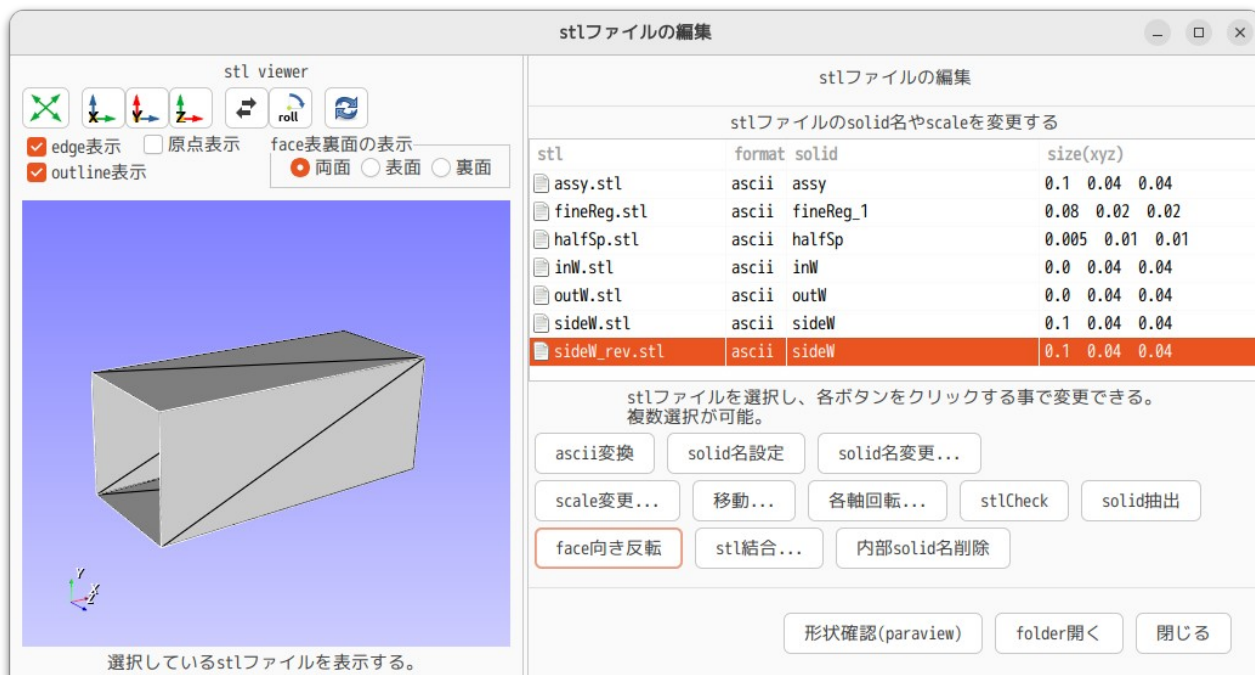 stlファイルの編集
stl viewer
X Y Z roll
edge表示 原点表示 face表裏面の表示
outline表示 両面 表面 裏面
Y
X
Z
選択しているstlファイルを表示する。
stlファイルの編集
stlファイルのsolid名やscaleを変更する
stl format solid size(xyz)
assy.stl ascii assy 0.1 0.04 0.04
fineReg.stl ascii fineReg_1 0.08 0.02 0.02
halfSp.stl ascii halfSp 0.005 0.01 0.01
inW.stl ascii inW 0.0 0.04 0.04
outW.stl ascii outW 0.0 0.04 0.04
sideW.stl ascii sideW 0.1 0.04 0.04
sideW_rev.stl ascii sideW 0.1 0.04 0.04
stlファイルを選択し、各ボタンをクリックする事で変更できる。
複数選択が可能。
ascii変換 solid名設定 solid名変更...
scale変更... 移動... 各軸回転... stlCheck solid抽出
face向き反転 stl結合... 内部solid名削除
形状確認(paraview) folder開く 閉じる